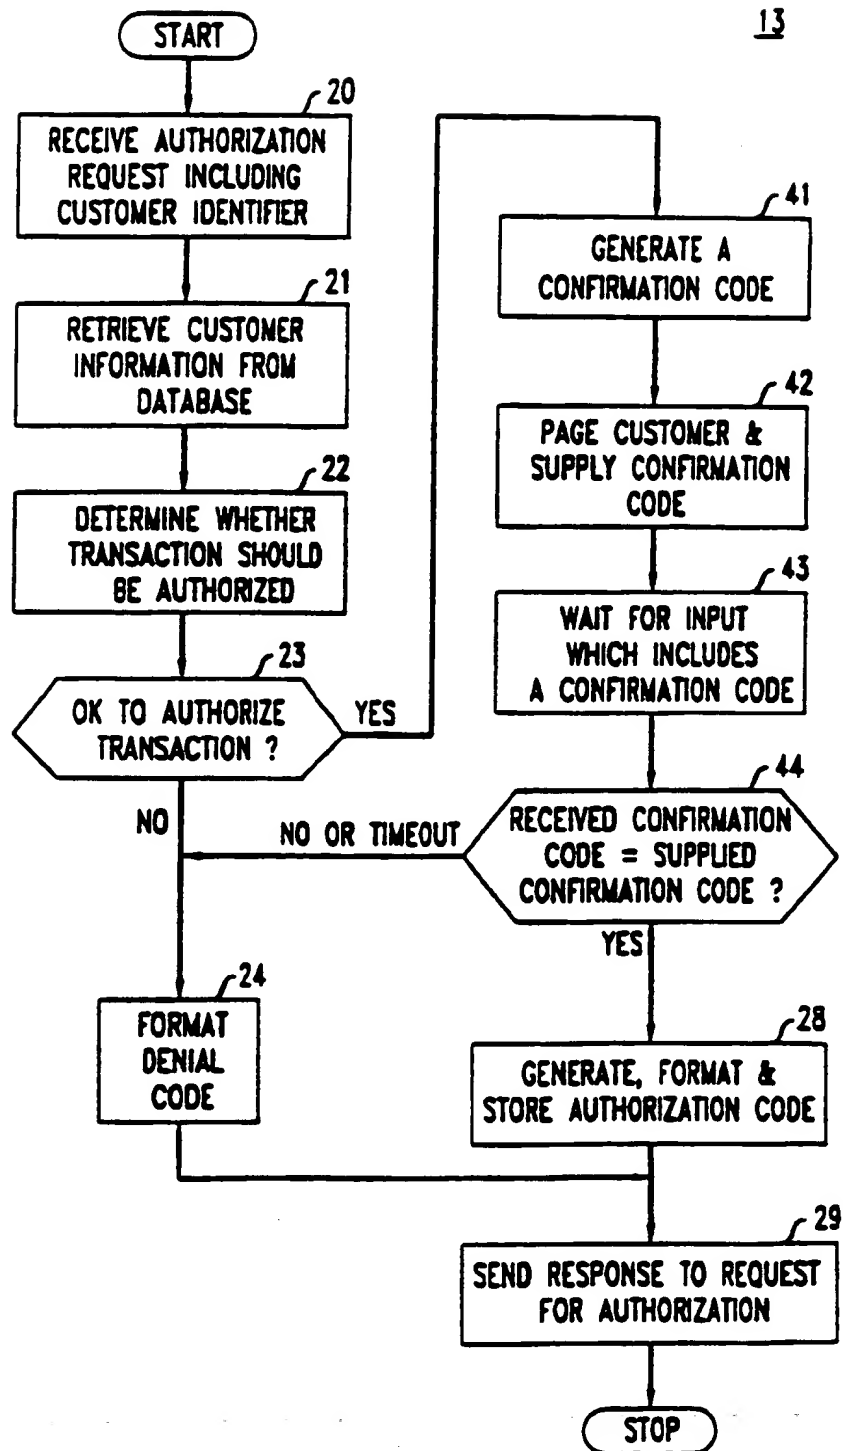 13
START
20
RECEIVE AUTHORIZATION
REQUEST INCLUDING
CUSTOMER IDENTIFIER
21
RETRIEVE CUSTOMER
INFORMATION FROM
DATABASE
22
DETERMINE WHETHER
TRANSACTION SHOULD
BE AUTHORIZED
23
OK TO AUTHORIZE
TRANSACTION ?
YES
NO
41
GENERATE A
CONFIRMATION CODE
42
PAGE CUSTOMER &
SUPPLY CONFIRMATION
CODE
43
WAIT FOR INPUT
WHICH INCLUDES
A CONFIRMATION CODE
44
RECEIVED CONFIRMATION
CODE = SUPPLIED
CONFIRMATION CODE ?
NO OR TIMEOUT
YES
24
FORMAT
DENIAL
CODE
28
GENERATE, FORMAT &
STORE AUTHORIZATION CODE
29
SEND RESPONSE TO REQUEST
FOR AUTHORIZATION
STOP